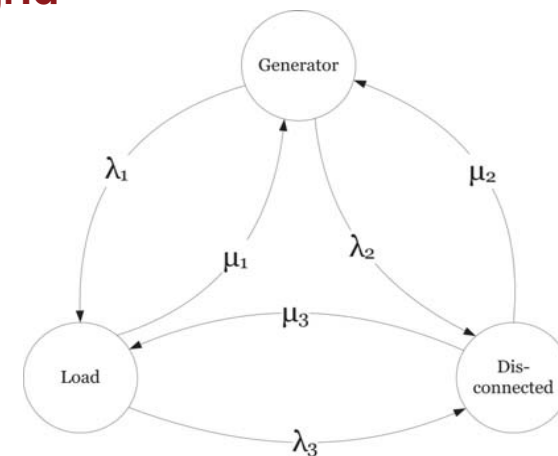 Generator
λ1
μ2
μ1
λ2
μ3
Load
Dis-
connected
λ3